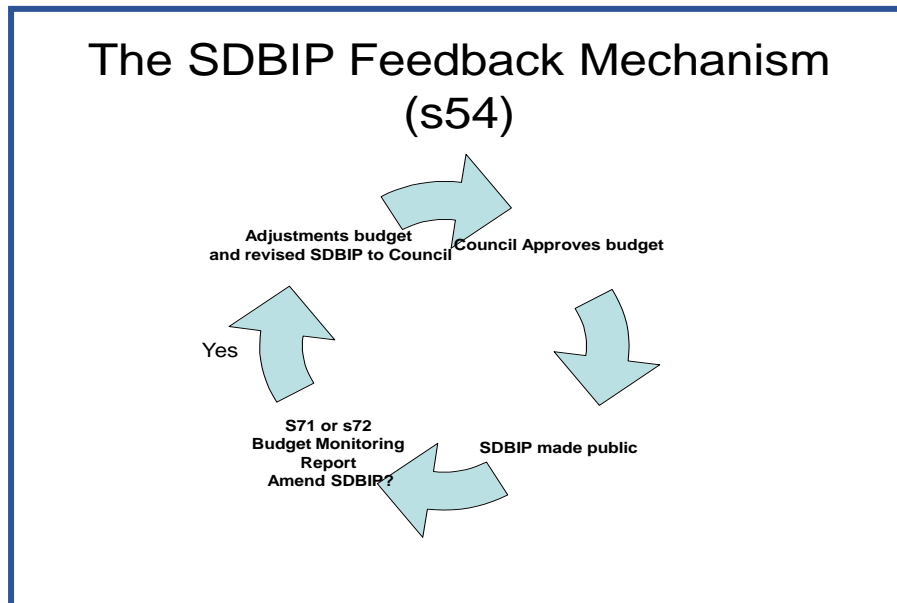 The SDBIP Feedback Mechanism
(s54)
Adjustments budget
and revised SDBIP to Council
Council Approves budget
Yes
S71 or s72
Budget Monitoring
Report
Amend SDBIP?
SDBIP made public